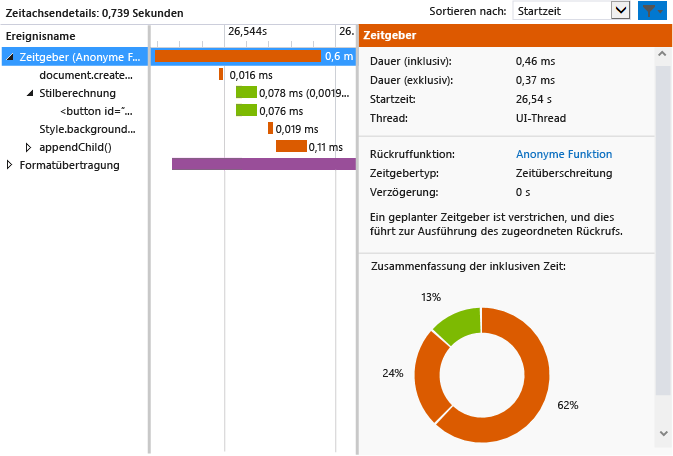 Zeitachsendetails: 0,739 Sekunden
Sortieren nach: Startzeit
Ereignisname
26,544s 26.
Zeitgeber (Anonyme F... 0,6 m
document.create... 0,016 ms
Stilberechnung 0,078 ms (0,0019...
<button id="... 0,076 ms
Style.background... 0,019 ms
appendChild() 0,11 ms
Formatübertragung
Zeitgeber
Dauer (inklusiv): 0,46 ms
Dauer (exklusiv): 0,37 ms
Startzeit: 26,54 s
Thread: UI-Thread
Rückruffunktion: Anonyme Funktion
Zeitgebertyp: Zeitüberschreitung
Verzögerung: 0 s
Ein geplanter Zeitgeber ist verstrichen, und dies
führt zur Ausführung des zugeordneten Rückrufs.
Zusammenfassung der inklusiven Zeit:
13%
24%
62%